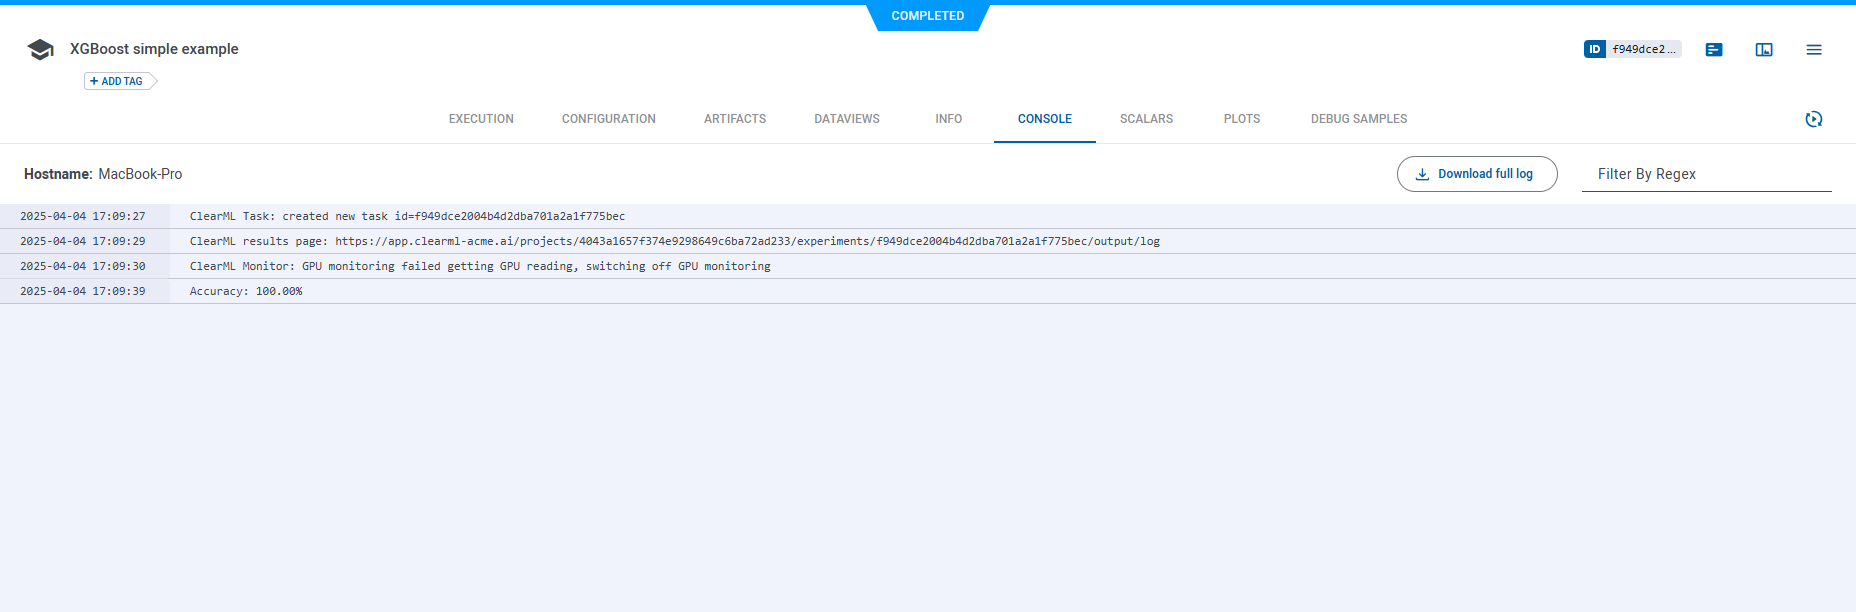 COMPLETED
XGBoost simple example
ID f949dce2...
+ ADD TAG
EXECUTION CONFIGURATION ARTIFACTS DATAVIEWS INFO CONSOLE SCALARS PLOTS DEBUG SAMPLES
Hostname: MacBook-Pro
Download full log
Filter By Regex
2025-04-04 17:09:27 ClearML Task: created new task id=f949dce2004b4d2dba701a2a1f775bec
2025-04-04 17:09:29 ClearML results page: https://app.clearml-acme.ai/projects/4043a1657f374e9298649c6ba72ad233/experiments/f949dce2004b4d2dba701a2a1f775bec/output/log
2025-04-04 17:09:30 ClearML Monitor: GPU monitoring failed getting GPU reading, switching off GPU monitoring
2025-04-04 17:09:39 Accuracy: 100.00%